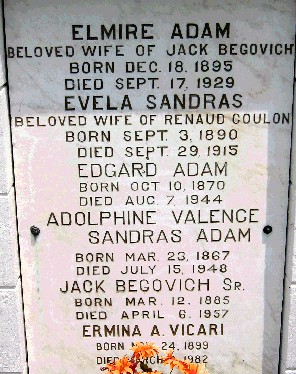 ELMIRE ADAM
BELOVED WIFE OF JACK BEGOVICH
BORN DEC. 18, 1895
DIED SEPT. 17, 1929
EVELA SANDRAS
BELOVED WIFE OF RENAUD COULON
BORN SEPT. 3, 1890
DIED SEPT. 29, 1915
EDGARD ADAM
BORN OCT 10, 1870
DIED AUG. 7, 1944
ADOLPHINE VALENCE
SANDRAS ADAM
BORN MAR. 23, 1867
DIED JULY 15, 1948
JACK BEGOVICH SR.
BORN MAR. 12, 1885
DIED APRIL 6, 1957
ERMINA A. VICARI
BORN 24, 1899
DIED 1982